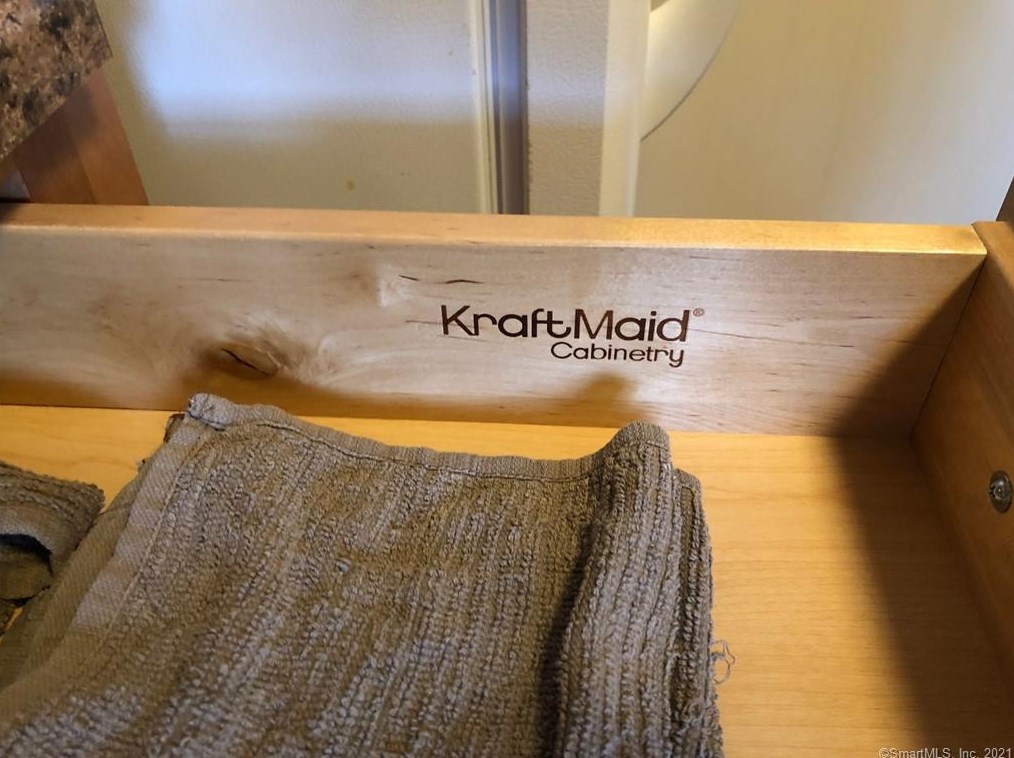 KraftMaid®
Cabinetry
©SmartMLS, Inc. 2021